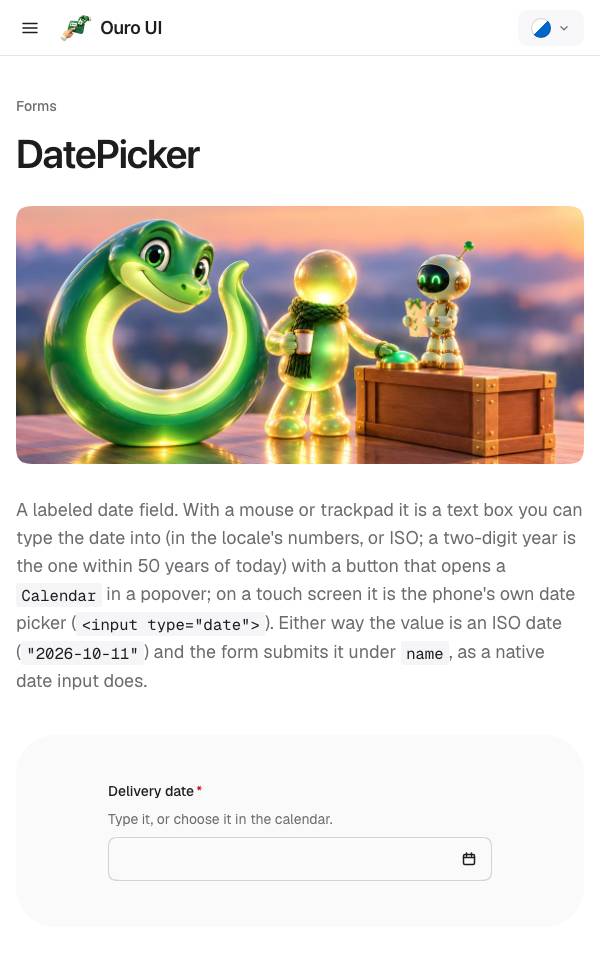 Ouro UI
Forms
DatePicker
A labeled date field. With a mouse or trackpad it is a text box you can
type the date into (in the locale's numbers, or ISO; a two-digit year is
the one within 50 years of today) with a button that opens a
Calendar in a popover; on a touch screen it is the phone's own date
picker ( <input type="date"> ). Either way the value is an ISO date
( "2026-10-11" ) and the form submits it under name , as a native
date input does.
Delivery date *
Type it, or choose it in the calendar.